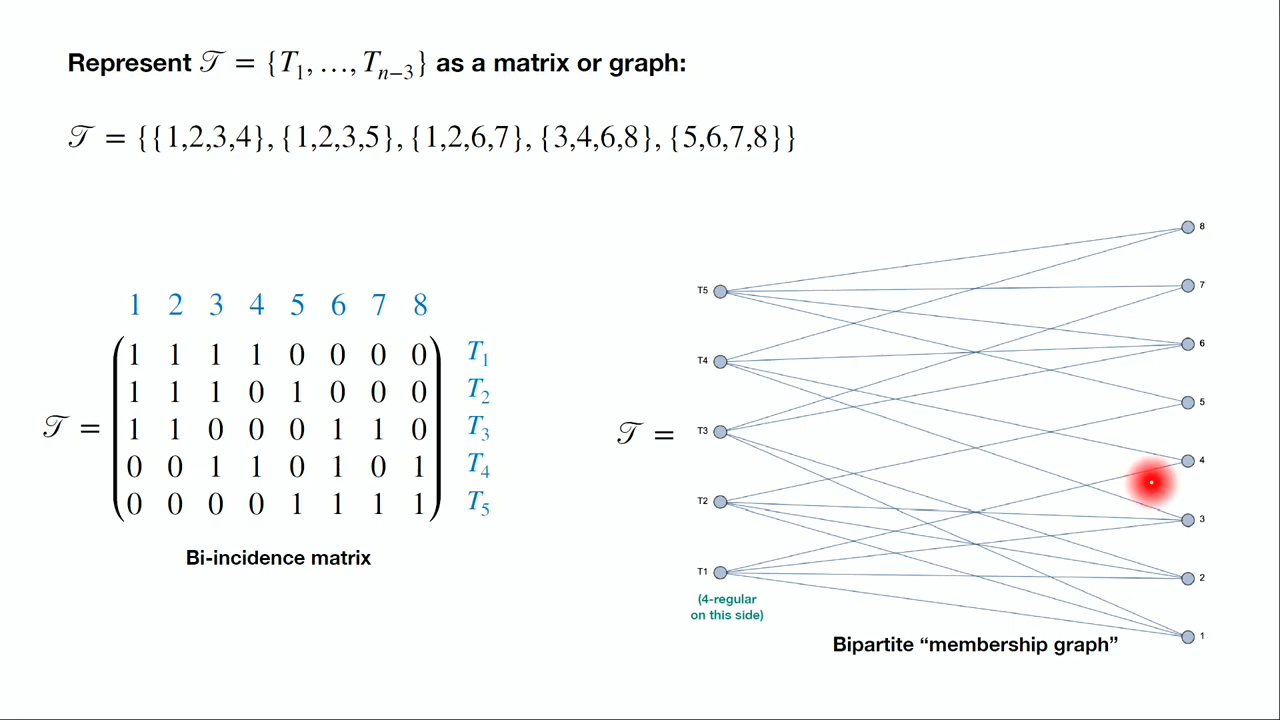 Represent 𝒯 = {T₁, …, Tₙ₋₃} as a matrix or graph:
𝒯 = {{1,2,3,4}, {1,2,3,5}, {1,2,6,7}, {3,4,6,8}, {5,6,7,8}}
1 2 3 4 5 6 7 8
𝒯 =
1 1 1 1 0 0 0 0 T₁
1 1 1 0 1 0 0 0 T₂
1 1 0 0 0 1 1 0 T₃
0 0 1 1 0 1 0 1 T₄
0 0 0 0 1 1 1 1 T₅
Bi-incidence matrix
𝒯 =
T5
T4
T3
T2
T1
(4-regular
on this side)
8
7
6
5
4
3
2
1
Bipartite “membership graph”